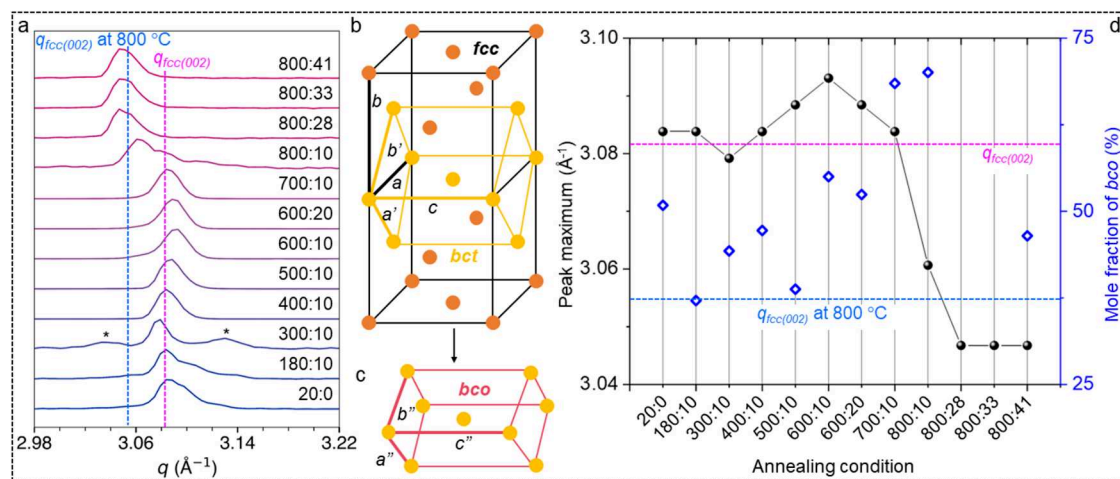 a
q_fcc(002) at 800 °C
q_fcc(002)
800:41
800:33
800:28
800:10
700:10
600:20
600:10
500:10
400:10
300:10
* *
180:10
20:0
2.98 3.06 3.14 3.22
q (Å⁻¹)
b
fcc
b
b'
a
a'
c
bct
c
bco
b"
c"
a"
d
3.10
3.08
3.06
3.04
Peak maximum (Å⁻¹)
75
50
25
Mole fraction of bco (%)
q_fcc(002)
q_fcc(002) at 800 °C
20:0 180:10 300:10 400:10 500:10 600:10 600:20 700:10 800:10 800:28 8000:33 800:41
Annealing condition